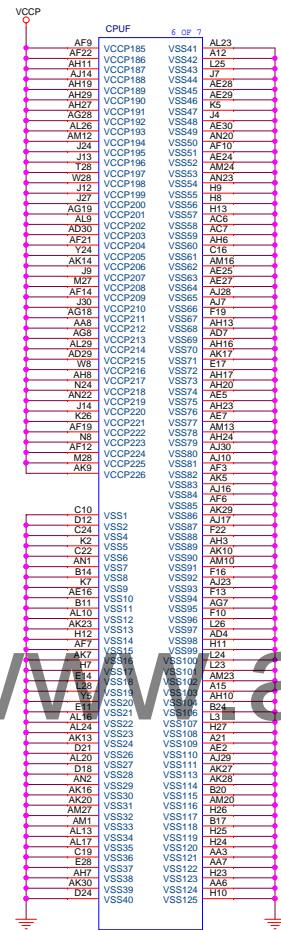 VCCP
CPUF
6 OF 7
AF9 VCCP185 VSS41 AL23
AF22 VCCP186 VSS42 A12
AH11 VCCP187 VSS43 L25
AJ14 VCCP188 VSS44 J7
AH19 VCCP189 VSS45 AE28
AH29 VCCP190 VSS46 AE29
AH27 VCCP191 VSS47 K5
AG28 VCCP192 VSS48 J4
AL26 VCCP193 VSS49 AE30
AM12 VCCP194 VSS50 AN20
J24 VCCP195 VSS51 AF10
J13 VCCP196 VSS52 AE24
T28 VCCP197 VSS53 AM24
W28 VCCP198 VSS54 AN23
J12 VCCP199 VSS55 H9
J27 VCCP200 VSS56 H8
AG19 VCCP201 VSS57 H13
AL9 VCCP202 VSS58 AC6
AD30 VCCP203 VSS59 AC7
AF21 VCCP204 VSS60 AH6
Y24 VCCP205 VSS61 C16
AK14 VCCP206 VSS62 AM16
J9 VCCP207 VSS63 AE25
M27 VCCP208 VSS64 AE27
AF14 VCCP209 VSS65 AJ28
J30 VCCP210 VSS66 AJ7
AG18 VCCP211 VSS67 F19
AA8 VCCP212 VSS68 AH13
AG8 VCCP213 VSS69 AD7
AL29 VCCP214 VSS70 AH16
AD29 VCCP215 VSS71 AK17
W8 VCCP216 VSS72 E17
AH8 VCCP217 VSS73 AH17
N24 VCCP218 VSS74 AH20
AN22 VCCP219 VSS75 AE5
J14 VCCP220 VSS76 AH23
K26 VCCP221 VSS77 AE7
AF19 VCCP222 VSS78 AM13
N8 VCCP223 VSS79 AH24
AF12 VCCP224 VSS80 AJ30
M28 VCCP225 VSS81 AJ10
AK9 VCCP226 VSS82 AF3
VSS83 AK5
VSS84 AJ16
VSS85 AF6
C10 VSS1 VSS86 AK29
D12 VSS2 VSS87 AJ17
C24 VSS4 VSS88 F22
K2 VSS5 VSS89 AH3
C22 VSS6 VSS90 AK10
AN1 VSS7 VSS91 AM10
B14 VSS8 VSS92 F16
K7 VSS9 VSS93 AJ23
AE16 VSS10 VSS94 F13
B11 VSS11 VSS95 AG7
AL10 VSS12 VSS96 F10
AK23 VSS13 VSS97 L26
H12 VSS14 VSS98 AD4
AF7 VSS15 VSS99 H11
AK7 VSS16 VSS100 L24
H7 VSS17 VSS101 L23
E14 VSS18 VSS102 AM23
L28 VSS19 VSS103 A15
Y5 VSS20 VSS104 AH10
E11 VSS21 VSS106 B24
AL16 VSS23 VSS107 L3
AL24 VSS24 VSS108 H27
AK13 VSS25 VSS109 A21
D21 VSS26 VSS110 AE2
AL20 VSS27 VSS111 AJ29
D18 VSS28 VSS113 AK27
AN2 VSS29 VSS114 AK28
AK16 VSS30 VSS115 B20
AK20 VSS31 VSS116 AM20
AM27 VSS32 VSS117 H26
AM1 VSS33 VSS118 B17
AL13 VSS34 VSS119 H25
AL17 VSS35 VSS120 H24
C19 VSS36 VSS121 AA3
E28 VSS37 VSS122 AA7
AH7 VSS38 VSS123 H23
AK30 VSS39 VSS124 AA6
D24 VSS40 VSS125 H10